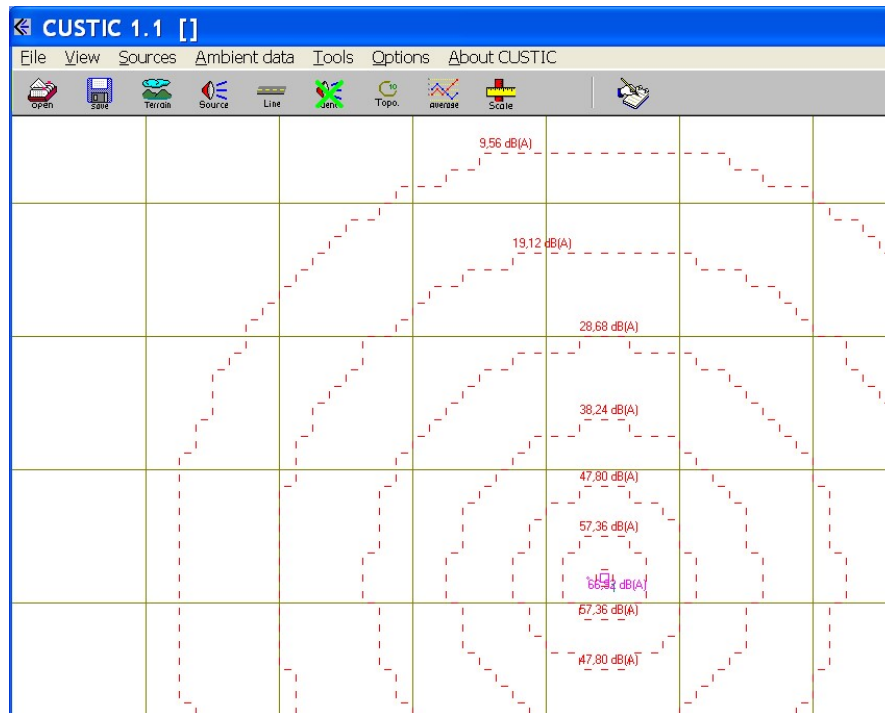 CUSTIC 1.1 []
File View Sources Ambient data Tools Options About CUSTIC
open save Terrain Source Line Topo. average Scale
9,56 dB(A)
19,12 dB(A)
28,68 dB(A)
38,24 dB(A)
47,80 dB(A)
57,36 dB(A)
dB(A)
57,36 dB(A)
47,80 dB(A)